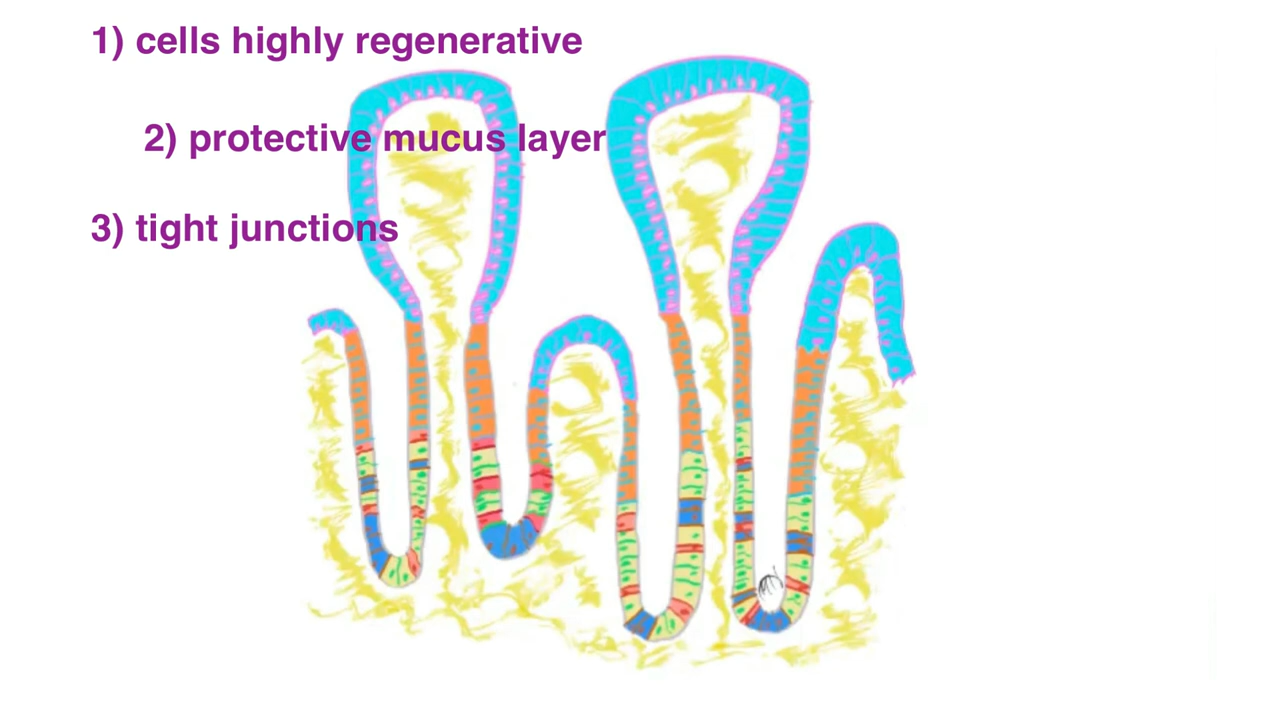 1) cells highly regenerative
2) protective mucus layer
3) tight junctions